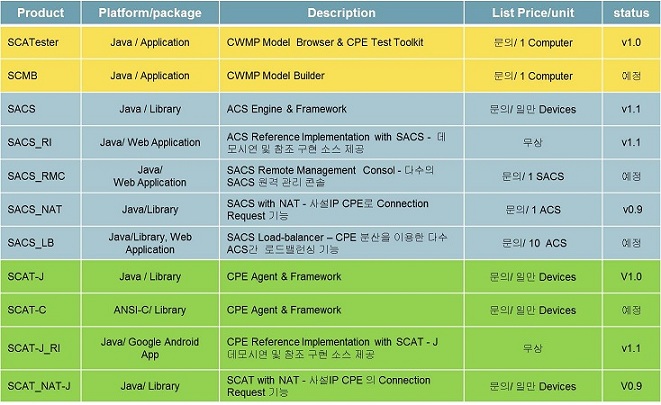 Product Platform/package Description List Price/unit status
SCATester Java / Application CWMP Model Browser & CPE Test Toolkit 문의/ 1 Computer v1.0
SCMB Java / Application CWMP Model Builder 문의/ 1 Computer 예정
SACS Java / Library ACS Engine & Framework 문의/ 일만 Devices v1.1
SACS_RI Java/ Web Application ACS Reference Implementation with SACS - 데
모시연 및 참조 구현 소스 제공 무상 v1.1
SACS_RMC Java/
Web Application SACS Remote Management Consol - 다수의
SACS 원격 관리 콘솔 문의/ 1 SACS 예정
SACS_NAT Java/Library SACS with NAT - 사설IP CPE로 Connection
Request 기능 문의/ 1 ACS v0.9
SACS_LB Java/Library, Web
Application SACS Load-balancer – CPE 분산을 이용한 다수
ACS간 로드밸런싱 기능 문의/ 10 ACS 예정
SCAT-J Java / Library CPE Agent & Framework 문의/ 일만 Devices V1.0
SCAT-C ANSI-C/ Library CPE Agent & Framework 문의/ 일만 Devices 예정
SCAT-J_RI Java/ Google Android
App CPE Reference Implementation with SCAT - J
데모시연 및 참조 구현 소스 제공 무상 v1.1
SCAT_NAT-J Java/ Library SCAT with NAT - 사설IP CPE 의 Connection
Request 기능 문의/ 일만 Devices V0.9